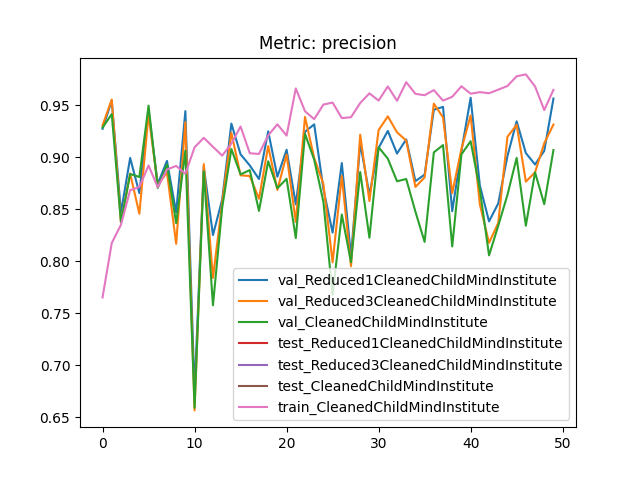 Metric: precision
0.95
0.90
0.85
0.80
0.75
0.70
0.65
val_Reduced1CleanedChildMindInstitute
val_Reduced3CleanedChildMindInstitute
val_CleanedChildMindInstitute
test_Reduced1CleanedChildMindInstitute
test_Reduced3CleanedChildMindInstitute
test_CleanedChildMindInstitute
train_CleanedChildMindInstitute
0 10 20 30 40 50